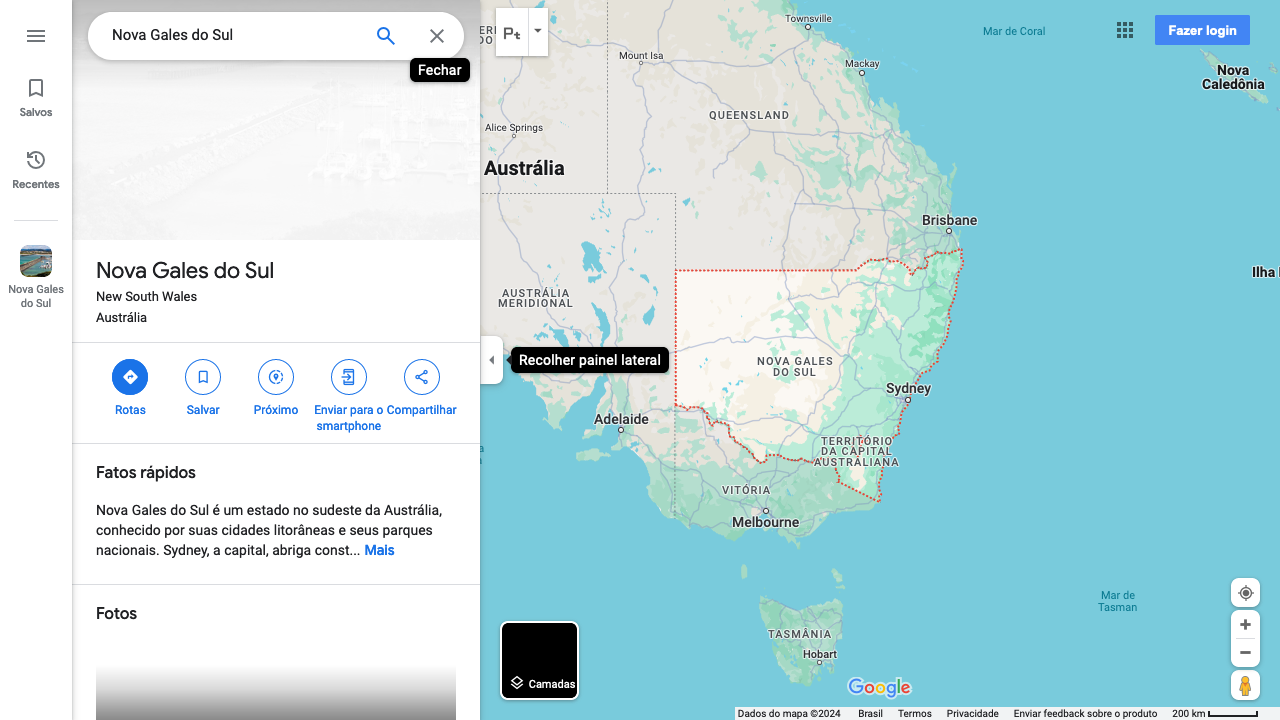 Nova Gales do Sul
Fechar
Salvos
Recentes
Nova Gales
do Sul
Nova Gales do Sul
New South Wales
Austrália
Rotas
Salvar
Próximo
Enviar para o
smartphone
Compartilhar
Fatos rápidos
Nova Gales do Sul é um estado no sudeste da Austrália,
conhecido por suas cidades litorâneas e seus parques
nacionais. Sydney, a capital, abriga const... Mais
Fotos
Recolher painel lateral
Fazer login
Townsville
Mar de Coral
Mount Isa
Mackay
Nova
Caledônia
QUEENSLAND
Alice Springs
Austrália
Brisbane
Ilha
AUSTRÁLIA
MERIDIONAL
NOVA GALES
DO SUL
Sydney
Adelaide
TERRITÓRIO
DA CAPITAL
AUSTRALIANA
VITÓRIA
Melbourne
Mar de
Tasman
TASMÂNIA
Hobart
Camadas
Google
Dados do mapa ©2024
Brasil
Termos
Privacidade
Enviar feedback sobre o produto
200 km